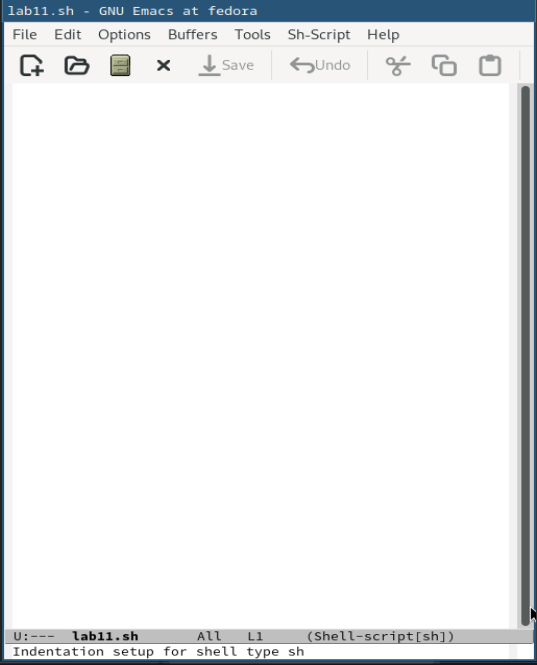 lab11.sh - GNU Emacs at fedora
File Edit Options Buffers Tools Sh-Script Help
Save Undo
U:--- lab11.sh All L1 (Shell-script[sh])
Indentation setup for shell type sh